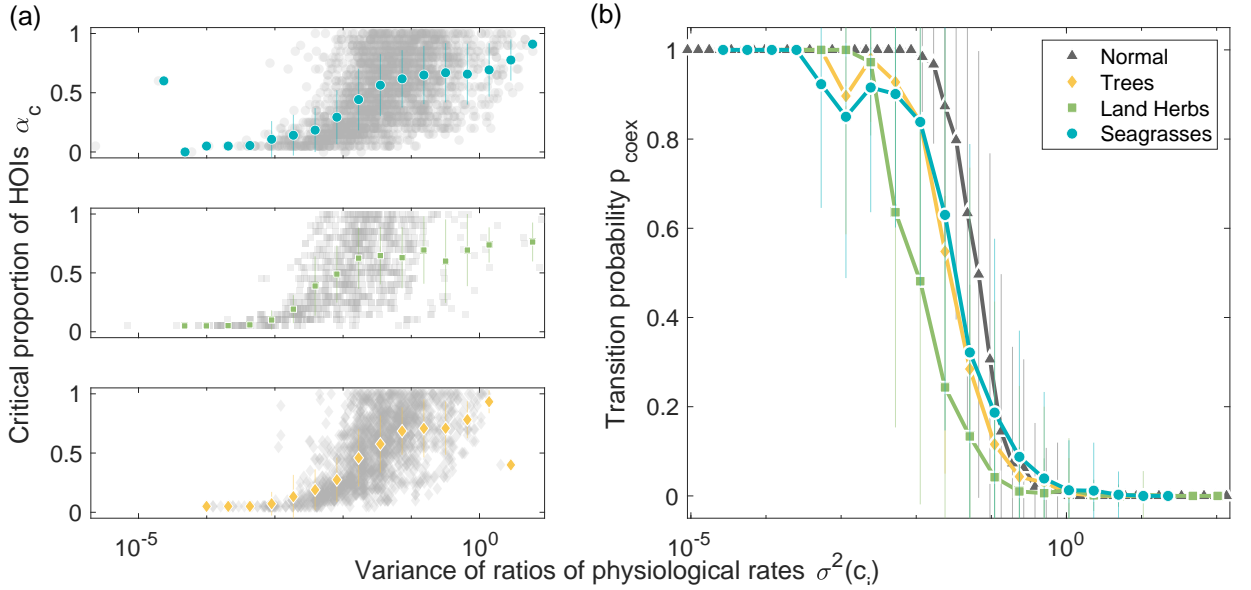 (a)
(b)
1
0.5
0
1
0.5
0
1
0.5
0
Critical proportion of HOIs α_c
10^-5
10^0
Transition probability p_coex
1
0.8
0.6
0.4
0.2
0
Normal
Trees
Land Herbs
Seagrasses
10^-5
10^0
Variance of ratios of physiological rates σ^2(c_i)